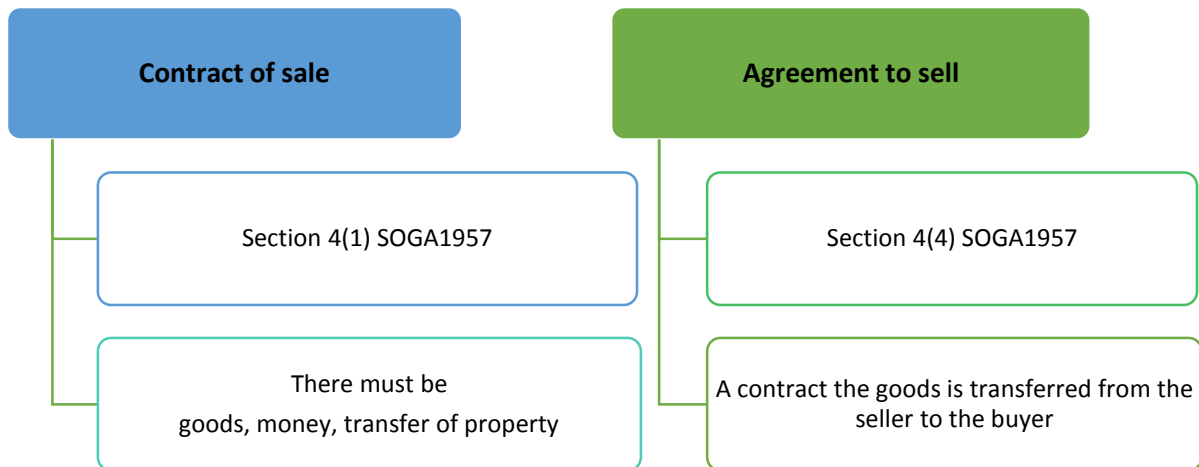 Contract of sale
Section 4(1) SOGA1957
There must be
goods, money, transfer of property
Agreement to sell
Section 4(4) SOGA1957
A contract the goods is transferred from the
seller to the buyer